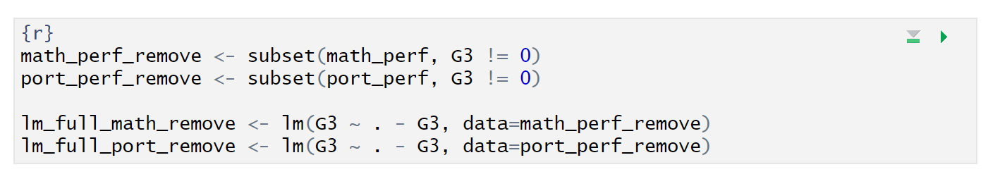 {r}
math_perf_remove <- subset(math_perf, G3 != 0)
port_perf_remove <- subset(port_perf, G3 != 0)
lm_full_math_remove <- lm(G3 ~ . - G3, data=math_perf_remove)
lm_full_port_remove <- lm(G3 ~ . - G3, data=port_perf_remove)